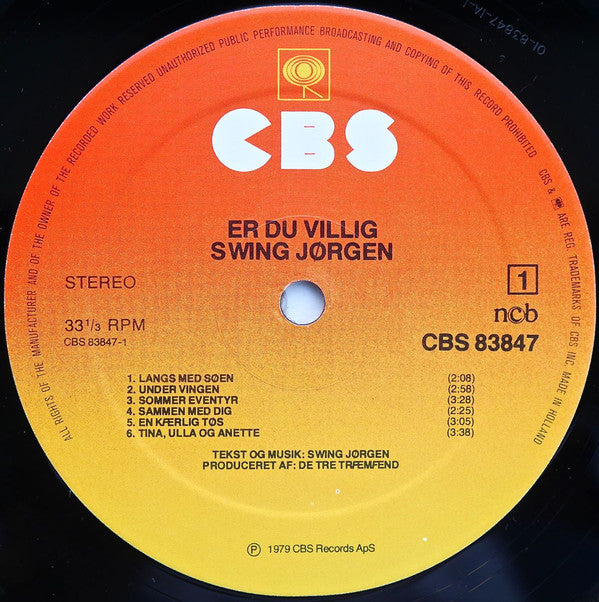 ALL RIGHTS OF THE MANUFACTURER AND OF THE OWNER OF THE RECORDED WORK RESERVED UNAUTHORIZED PUBLIC PERFORMANCE BROADCASTING AND COPYING OF THIS RECORD PROHIBITED
CBS & ARE REG. TRADEMARKS OF CBS INC. MADE IN HOLLAND
CBS
ER DU VILLIG
SWING JØRGEN
STEREO
1
33 1/3 RPM
ncb
CBS 83847-1
CBS 83847
1. LANGS MED SØEN (2:08)
2. UNDER VINGEN (2:58)
3. SOMMER EVENTYR (3:28)
4. SAMMEN MED DIG (2:25)
5. EN KÆRLIG TØS (3:05)
6. TINA, ULLA OG ANETTE (3:38)
TEKST OG MUSIK: SWING JØRGEN
PRODUCERET AF: DE TRE TRÆMÆND
℗ 1979 CBS Records ApS